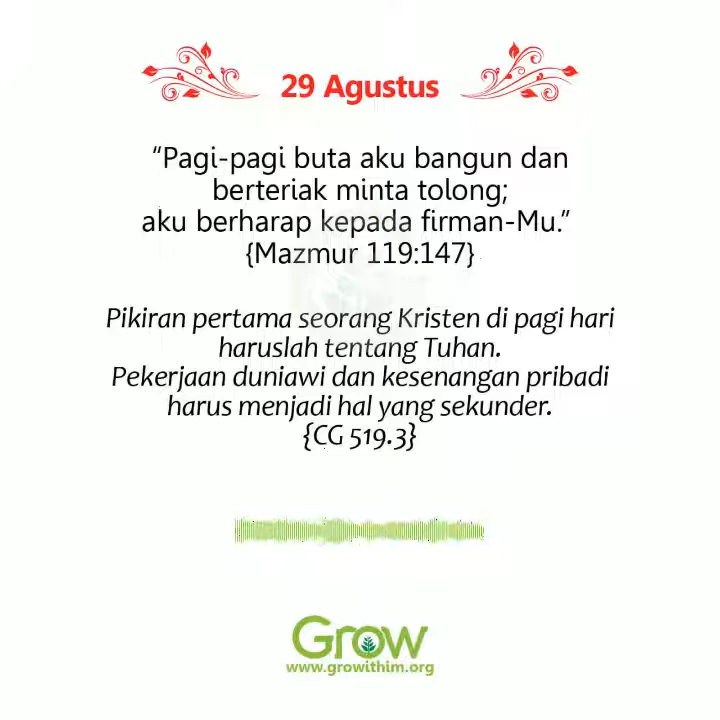 29 Agustus
“Pagi-pagi buta aku bangun dan
berteriak minta tolong;
aku berharap kepada firman-Mu.”
{Mazmur 119:147}
Pikiran pertama seorang Kristen di pagi hari
haruslah tentang Tuhan.
Pekerjaan duniawi dan kesenangan pribadi
harus menjadi hal yang sekunder.
{CG 519.3}
Grow
www.growithim.org